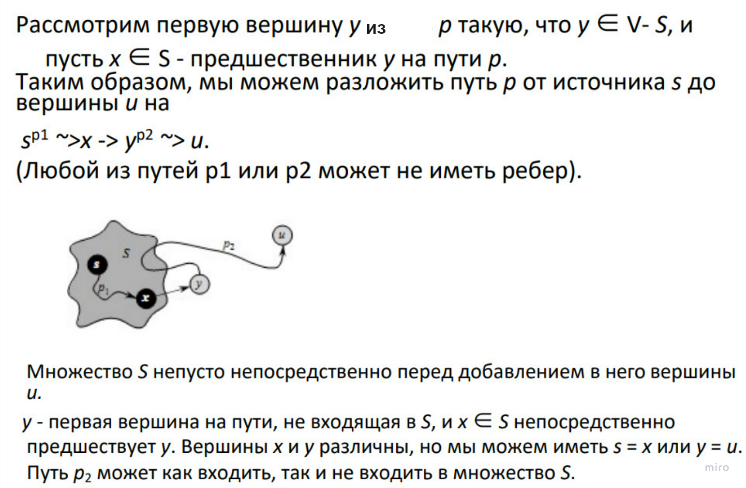 Рассмотрим первую вершину y из p такую, что y ∈ V- S, и
пусть x ∈ S - предшественник y на пути p.
Таким образом, мы можем разложить путь p от источника s до
вершины u на
s^p1 ~>x -> y^p2 ~> u.
(Любой из путей p1 или p2 может не иметь ребер).
S
s
p₁
x
y
p₂
u
Множество S непусто непосредственно перед добавлением в него вершины
u.
y - первая вершина на пути, не входящая в S, и x ∈ S непосредственно
предшествует y. Вершины x и y различны, но мы можем иметь s = x или y = u.
Путь p₂ может как входить, так и не входить в множество S.
miro